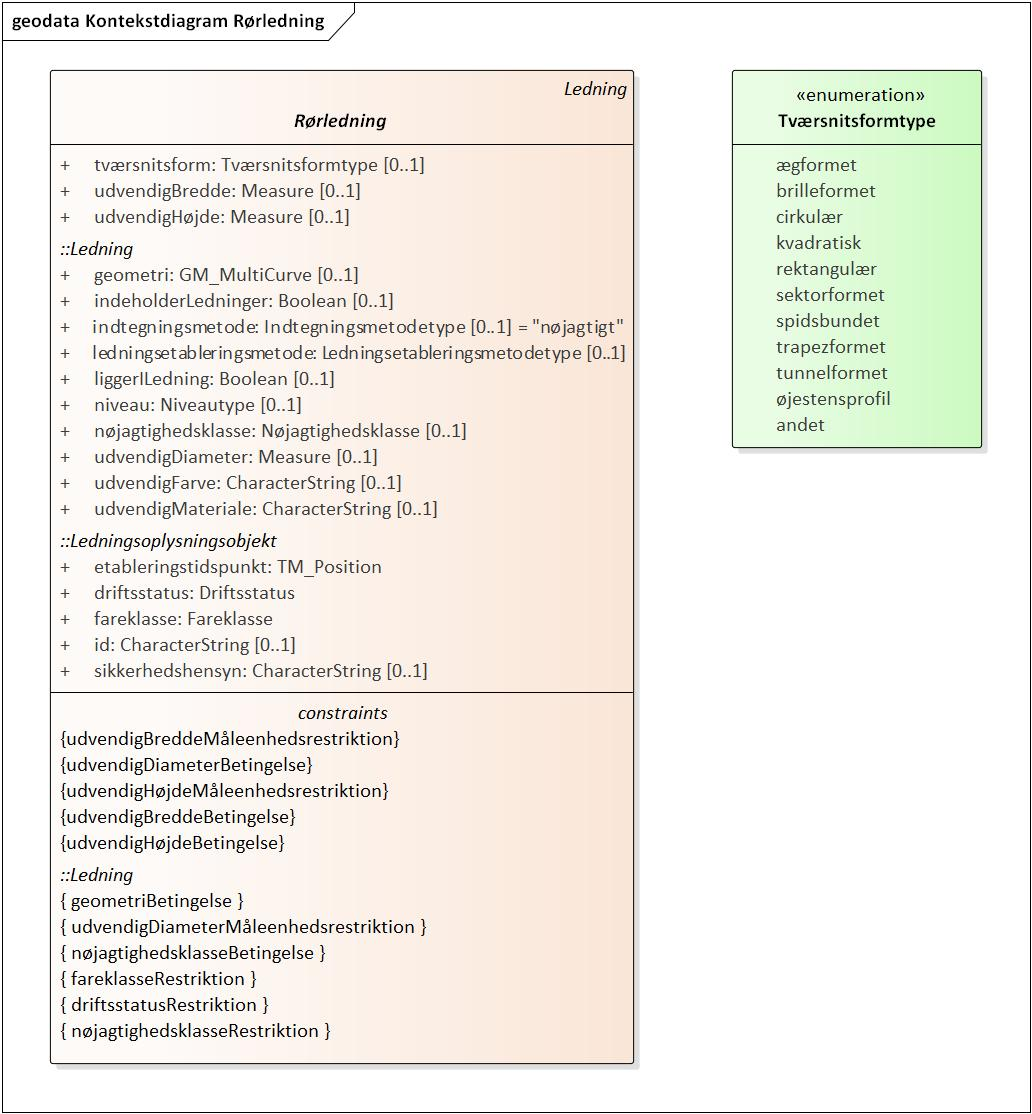 geodata Kontekstdiagram Rørledning
Ledning
Rørledning
+ tværsnitsform: Tværsnitsformtype [0..1]
+ udvendigBredde: Measure [0..1]
+ udvendigHøjde: Measure [0..1]
::Ledning
+ geometri: GM_MultiCurve [0..1]
+ indeholderLedninger: Boolean [0..1]
+ indtegningsmetode: Indtegningsmetodetype [0..1] = "nøjagtigt"
+ ledningsetableringsmetode: Ledningsetableringsmetodetype [0..1]
+ liggerILedning: Boolean [0..1]
+ niveau: Niveautype [0..1]
+ nøjagtighedsklasse: Nøjagtighedsklasse [0..1]
+ udvendigDiameter: Measure [0..1]
+ udvendigFarve: CharacterString [0..1]
+ udvendigMateriale: CharacterString [0..1]
::Ledningsoplysningsobjekt
+ etableringstidspunkt: TM_Position
+ driftsstatus: Driftsstatus
+ fareklasse: Fareklasse
+ id: CharacterString [0..1]
+ sikkerhedshensyn: CharacterString [0..1]
constraints
{udvendigBreddeMåleenhedsrestriktion}
{udvendigDiameterBetingelse}
{udvendigHøjdeMåleenhedsrestriktion}
{udvendigBreddeBetingelse}
{udvendigHøjdeBetingelse}
::Ledning
{ geometriBetingelse }
{ udvendigDiameterMåleenhedsrestriktion }
{ nøjagtighedsklasseBetingelse }
{ fareklasseRestriktion }
{ driftsstatusRestriktion }
{ nøjagtighedsklasseRestriktion }
«enumeration»
Tværsnitsformtype
ægformet
brilleformet
cirkulær
kvadratisk
rektangulær
sektorformet
spidsbundet
trapezformet
tunnelformet
øjestensprofil
andet